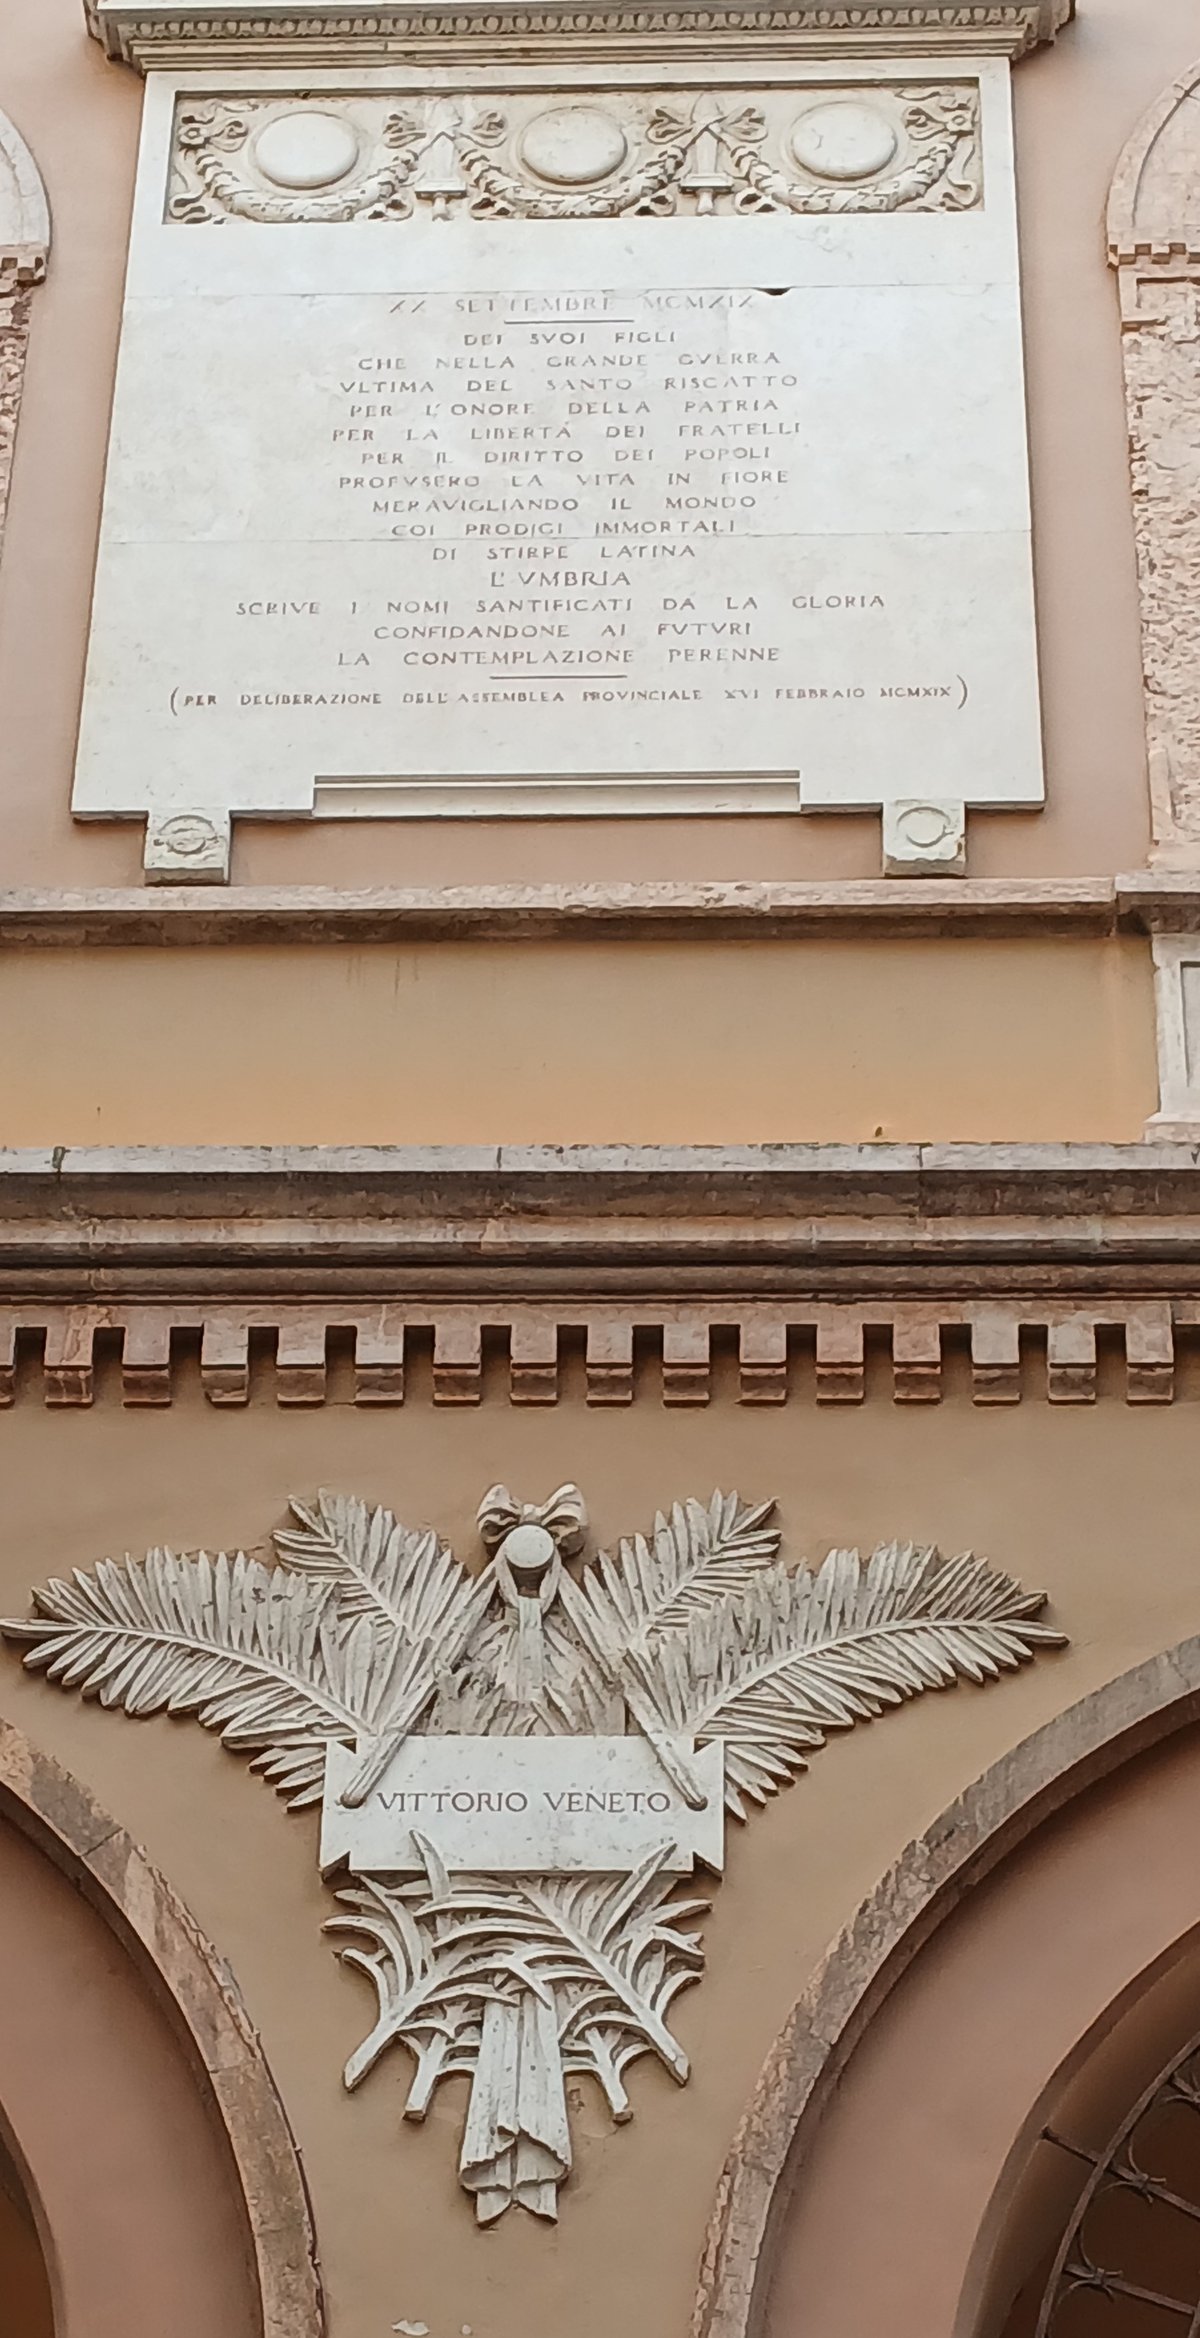 XX SETTEMBRE MCMXIX
DEI SVOI FIGLI
CHE NELLA GRANDE GVERRA
VLTIMA DEL SANTO RISCATTO
PER L'ONORE DELLA PATRIA
PER LA LIBERTÁ DEI FRATELLI
PER IL DIRITTO DEI POPOLI
PROFVSERO LA VITA IN FIORE
MERAVIGLIANDO IL MONDO
COI PRODIGI IMMORTALI
DI STIRPE LATINA
L'VMBRIA
SCRIVE I NOMI SANTIFICATI DA LA GLORIA
CONFIDANDONE AI FVTVRI
LA CONTEMPLAZIONE PERENNE
(PER DELIBERAZIONE DELL'ASSEMBLEA PROVINCIALE XVI FEBBRAIO MCMXIX)
VITTORIO VENETO